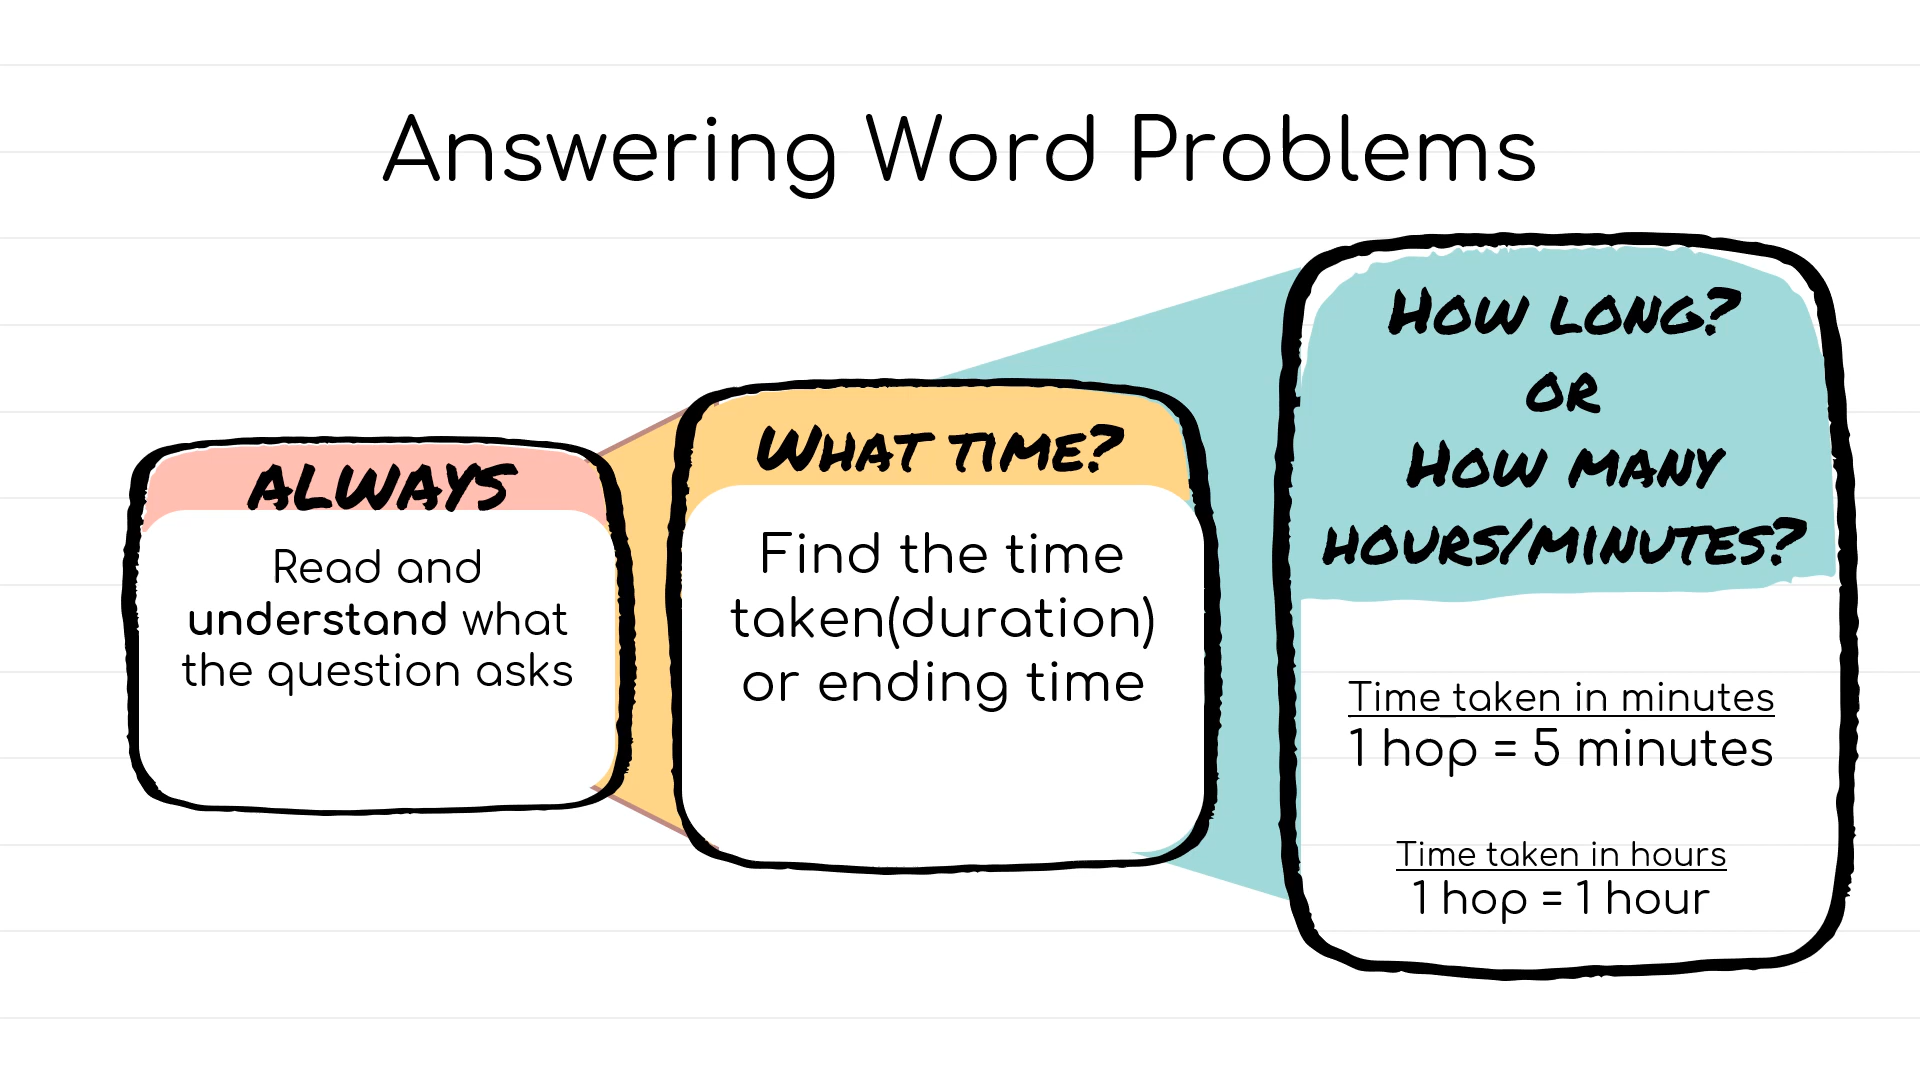 Answering Word Problems
ALWAYS
Read and
understand what
the question asks
What time?
Find the time
taken(duration)
or ending time
How long?
or
How many
hours/minutes?
Time taken in minutes
1 hop = 5 minutes
Time taken in hours
1 hop = 1 hour